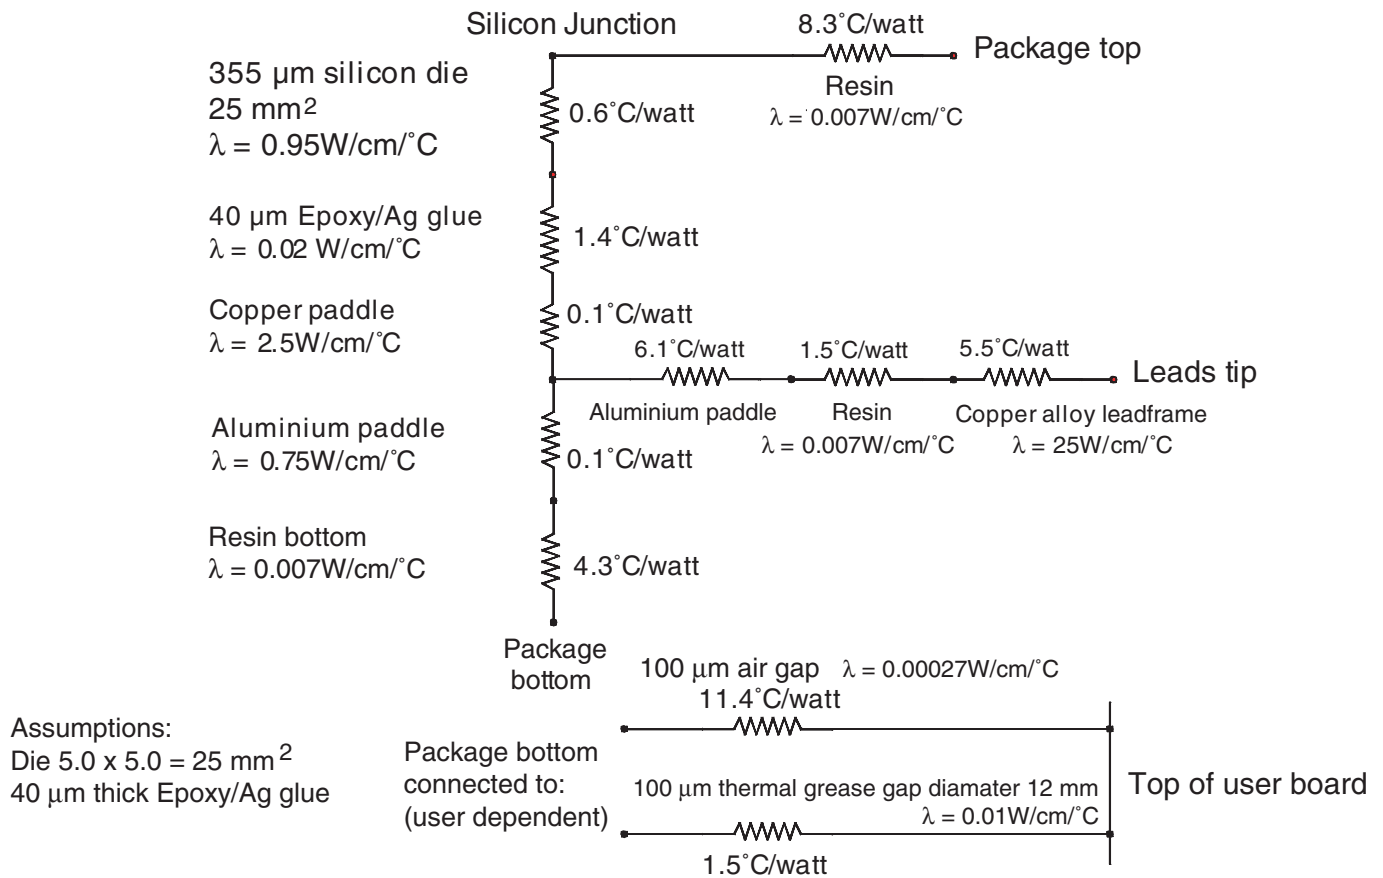 Silicon Junction
8.3˚C/watt
Package top
Resin
λ = 0.007W/cm/˚C
355 µm silicon die
25 mm2
λ = 0.95W/cm/˚C
0.6˚C/watt
40 µm Epoxy/Ag glue
λ = 0.02 W/cm/˚C
1.4˚C/watt
Copper paddle
λ = 2.5W/cm/˚C
0.1˚C/watt
6.1˚C/watt
1.5˚C/watt
5.5˚C/watt
Leads tip
Aluminium paddle
Resin
λ = 0.007W/cm/˚C
Copper alloy leadframe
λ = 25W/cm/˚C
Aluminium paddle
λ = 0.75W/cm/˚C
0.1˚C/watt
Resin bottom
λ = 0.007W/cm/˚C
4.3˚C/watt
Package
bottom
100 µm air gap λ = 0.00027W/cm/˚C
11.4˚C/watt
Assumptions:
Die 5.0 x 5.0 = 25 mm 2
40 µm thick Epoxy/Ag glue
Package bottom
connected to:
(user dependent)
100 µm thermal grease gap diamater 12 mm
λ = 0.01W/cm/˚C
1.5˚C/watt
Top of user board